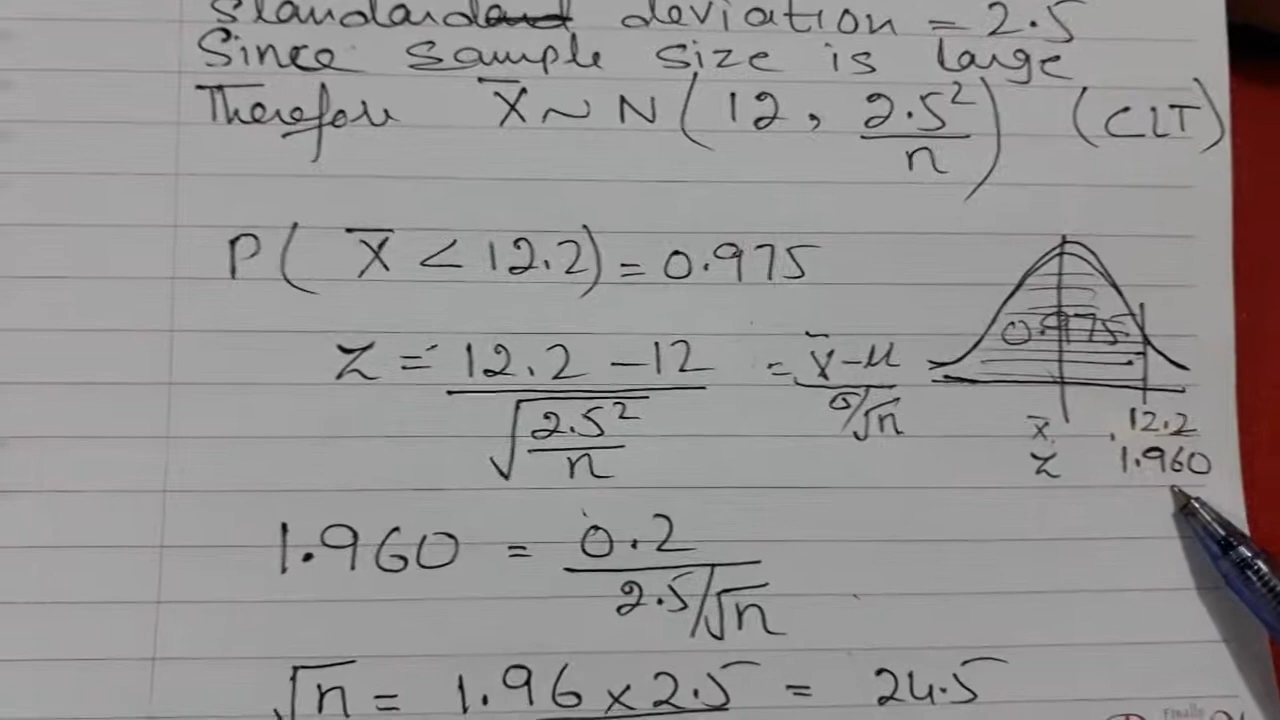 Standard deviation = 2.5
Since sample size is large
Therefore X̄ ~ N(12, 2.5²/n) (CLT)
P(X̄ < 12.2) = 0.975
0.975
Z = (12.2 - 12)/√(2.5²/n) = (x̄ - μ)/(σ/√n)
x̄ 12.2
Z 1.960
1.960 = 0.2/(2.5/√n)
√n = 1.96 × 2.5 = 24.5
Finally